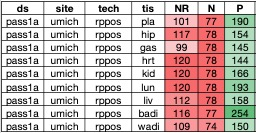 ds site tech tis NR N P
pass1a umich rppos pla 101 77 190
pass1a umich rppos hip 117 78 154
pass1a umich rppos gas 99 78 145
pass1a umich rppos hrt 120 78 144
pass1a umich rppos kid 120 78 166
pass1a umich rppos lun 120 78 193
pass1a umich rppos liv 112 78 158
pass1a umich rppos badi 116 77 254
pass1a umich rppos wadi 109 74 150